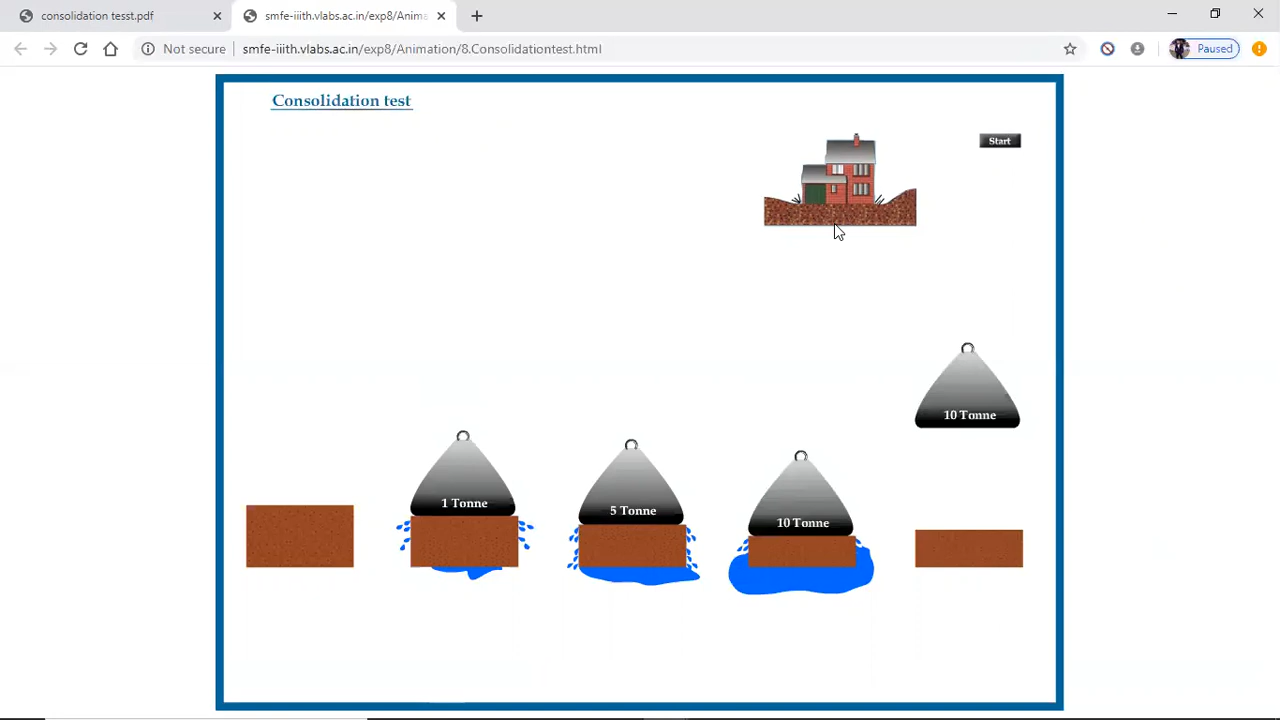 consolidation tesst.pdf
smfe-iiith.vlabs.ac.in/exp8/Anima
Not secure
smfe-iiith.vlabs.ac.in/exp8/Animation/8.Consolidationtest.html
Paused
Consolidation test
Start
10 Tonne
1 Tonne
5 Tonne
10 Tonne